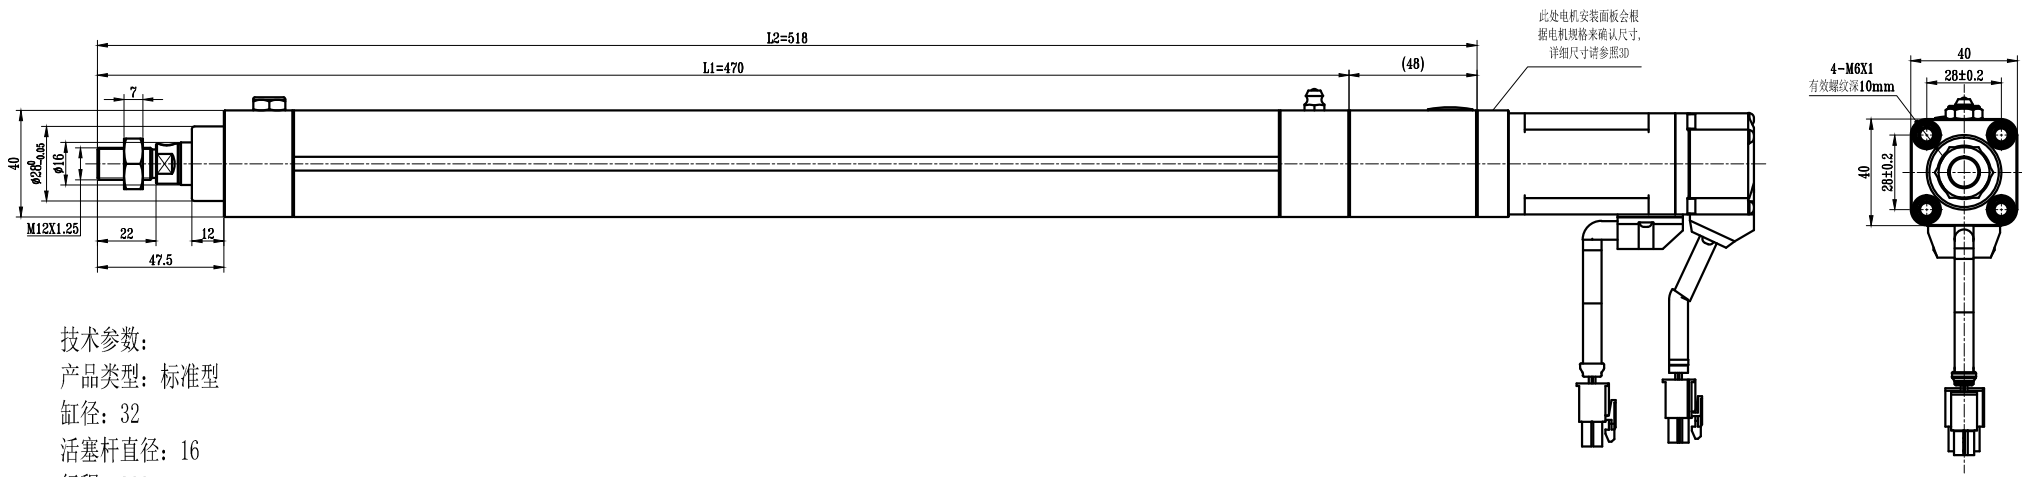 L2=518
此处电机安装面板会根
据电机规格来确认尺寸,
详细尺寸请参照3D
L1=470
(48)
7
40
ø28 0 -0.05
ø16
M12X1.25
22
12
47.5
40
28±0.2
4-M6X1
有效螺纹深10mm
40
28±0.2
技术参数:
产品类型: 标准型
缸径: 32
活塞杆直径: 16